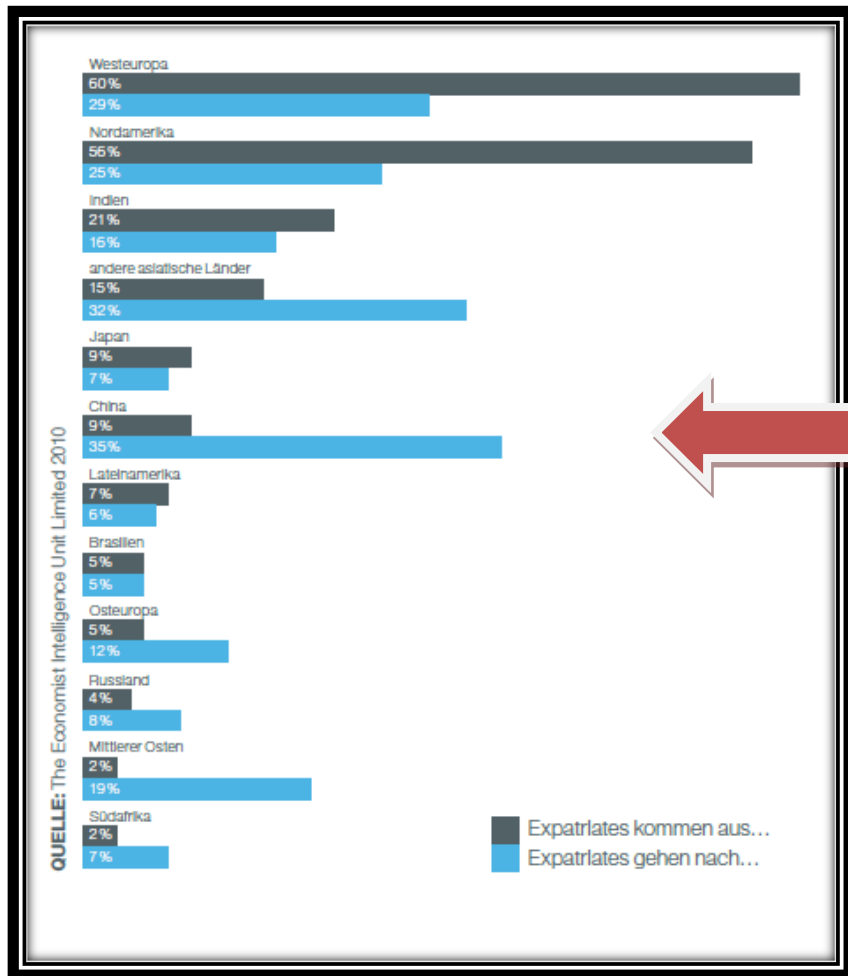 Westeuropa
60%
29%
Nordamerika
56%
25%
Indien
21%
16%
andere asiatische Länder
15%
32%
Japan
9%
7%
China
9%
35%
Lateinamerika
7%
6%
Brasilien
5%
5%
Osteuropa
5%
12%
Russland
4%
8%
Mittlerer Osten
2%
19%
Südafrika
2%
7%
Expatriates kommen aus...
Expatriates gehen nach...
QUELLE: The Economist Intelligence Unit Limited 2010